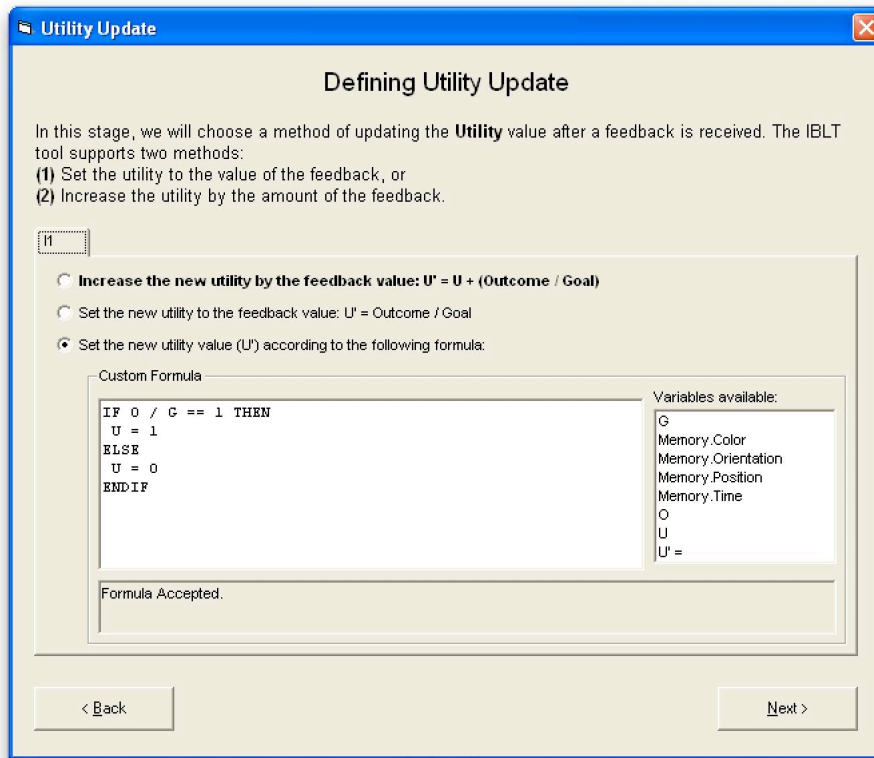 Utility Update
Defining Utility Update
In this stage, we will choose a method of updating the Utility value after a feedback is received. The IBLT
tool supports two methods:
(1) Set the utility to the value of the feedback, or
(2) Increase the utility by the amount of the feedback.
I1
Increase the new utility by the feedback value: U' = U + (Outcome / Goal)
Set the new utility to the feedback value: U' = Outcome / Goal
Set the new utility value (U') according to the following formula:
Custom Formula
IF O / G == 1 THEN
U = 1
ELSE
U = 0
ENDIF
Variables available:
G
Memory.Color
Memory.Orientation
Memory.Position
Memory.Time
O
U
U' =
Formula Accepted.
< Back
Next >